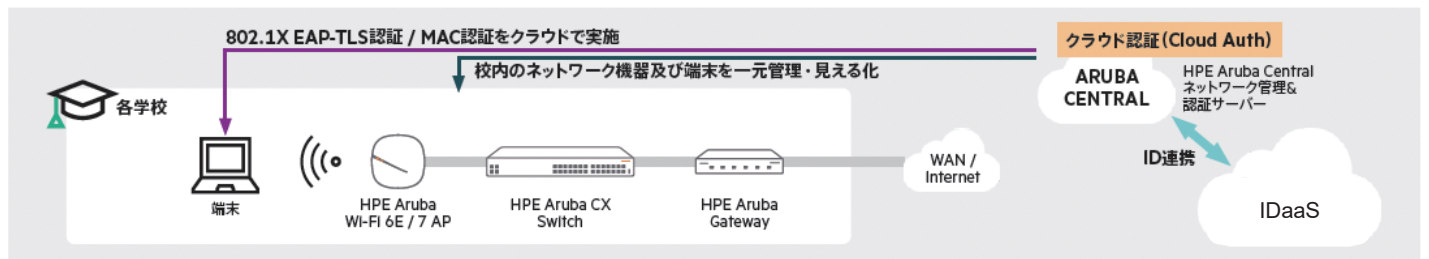 802.1X EAP-TLS認証 / MAC認証をクラウドで実施
クラウド認証(Cloud Auth)
校内のネットワーク機器及び端末を一元管理・見える化
ARUBA
CENTRAL
HPE Aruba Central
ネットワーク管理&
認証サーバー
各学校
ID連携
WAN /
Internet
端末
HPE Aruba
Wi-Fi 6E / 7 AP
HPE Aruba CX
Switch
HPE Aruba
Gateway
IDaaS